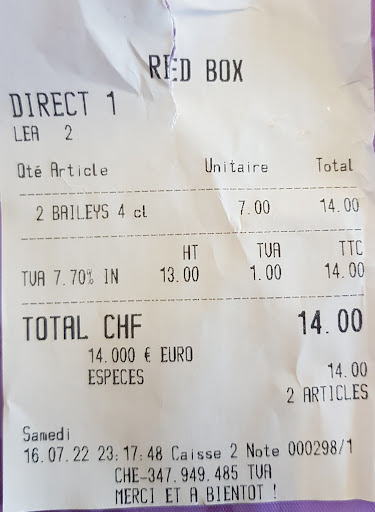 RED BOX
DIRECT 1
LEA 2
Qté Article Unitaire Total
2 BAILEYS 4 cl 7.00 14.00
HT TVA TTC
TVA 7.70% IN 13.00 1.00 14.00
TOTAL CHF 14.00
14.000 € EURO
ESPECES 14.00
2 ARTICLES
Samedi
16.07.22 23:17:48 Caisse 2 Note 000298/1
CHE-347.949.485 TVA
MERCI ET A BIENTOT !